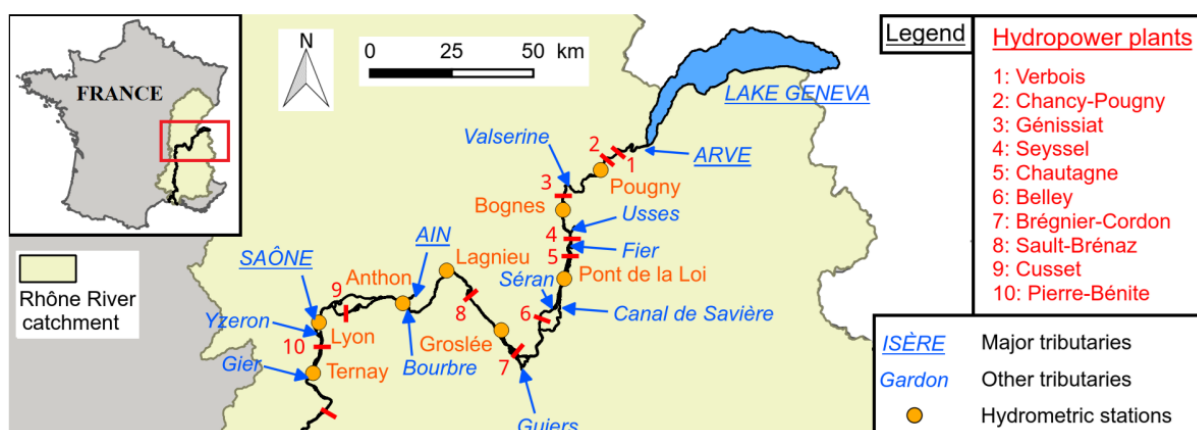 FRANCE
N
0 25 50 km
LAKE GENEVA
Valserine
2
1
ARVE
3
Pougny
Bognes
Usses
4
Fier
5
AIN
Lagnieu
SAÔNE
Anthon
Séran
Pont de la Loi
9
8
6
Canal de Savière
Yzeron
Lyon
Groslée
10
Bourbre
7
Gier
Ternay
Guiers
Rhône River
catchment
Legend
Hydropower plants
1: Verbois
2: Chancy-Pougny
3: Génissiat
4: Seyssel
5: Chautagne
6: Belley
7: Brégnier-Cordon
8: Sault-Brénaz
9: Cusset
10: Pierre-Bénite
ISÈRE Major tributaries
Gardon Other tributaries
Hydrometric stations